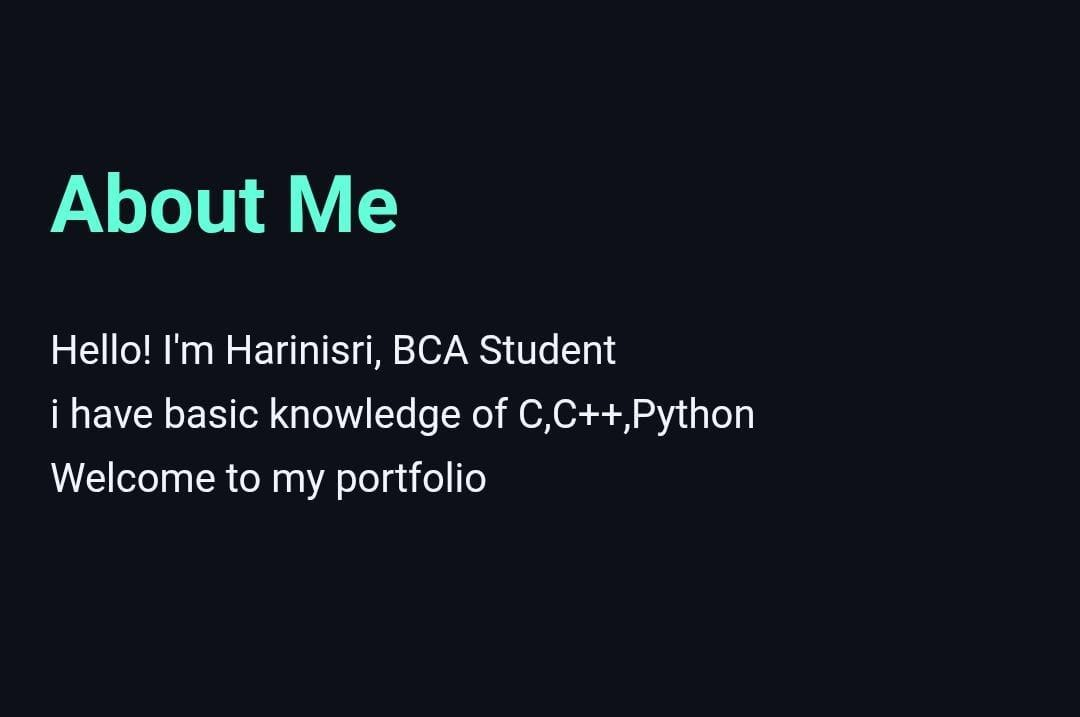 About Me
Hello! I'm Harinisri, BCA Student
i have basic knowledge of C,C++,Python
Welcome to my portfolio